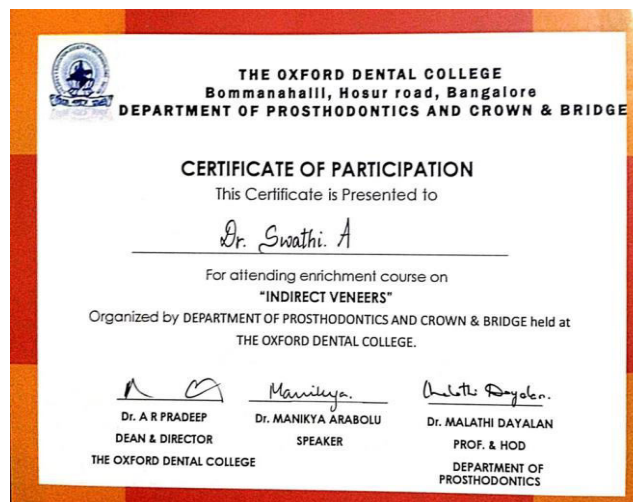 THE OXFORD DENTAL COLLEGE
Bommanahalli, Hosur road, Bangalore
DEPARTMENT OF PROSTHODONTICS AND CROWN & BRIDGE
CERTIFICATE OF PARTICIPATION
This Certificate is Presented to
Dr. Swathi. A
For attending enrichment course on
"INDIRECT VENEERS"
Organized by DEPARTMENT OF PROSTHODONTICS AND CROWN & BRIDGE held at
THE OXFORD DENTAL COLLEGE.
Manikya.
Malathi Dayalan.
Dr. A R PRADEEP
Dr. MANIKYA ARABOLU
Dr. MALATHI DAYALAN
DEAN & DIRECTOR
SPEAKER
PROF. & HOD
THE OXFORD DENTAL COLLEGE
DEPARTMENT OF
PROSTHODONTICS